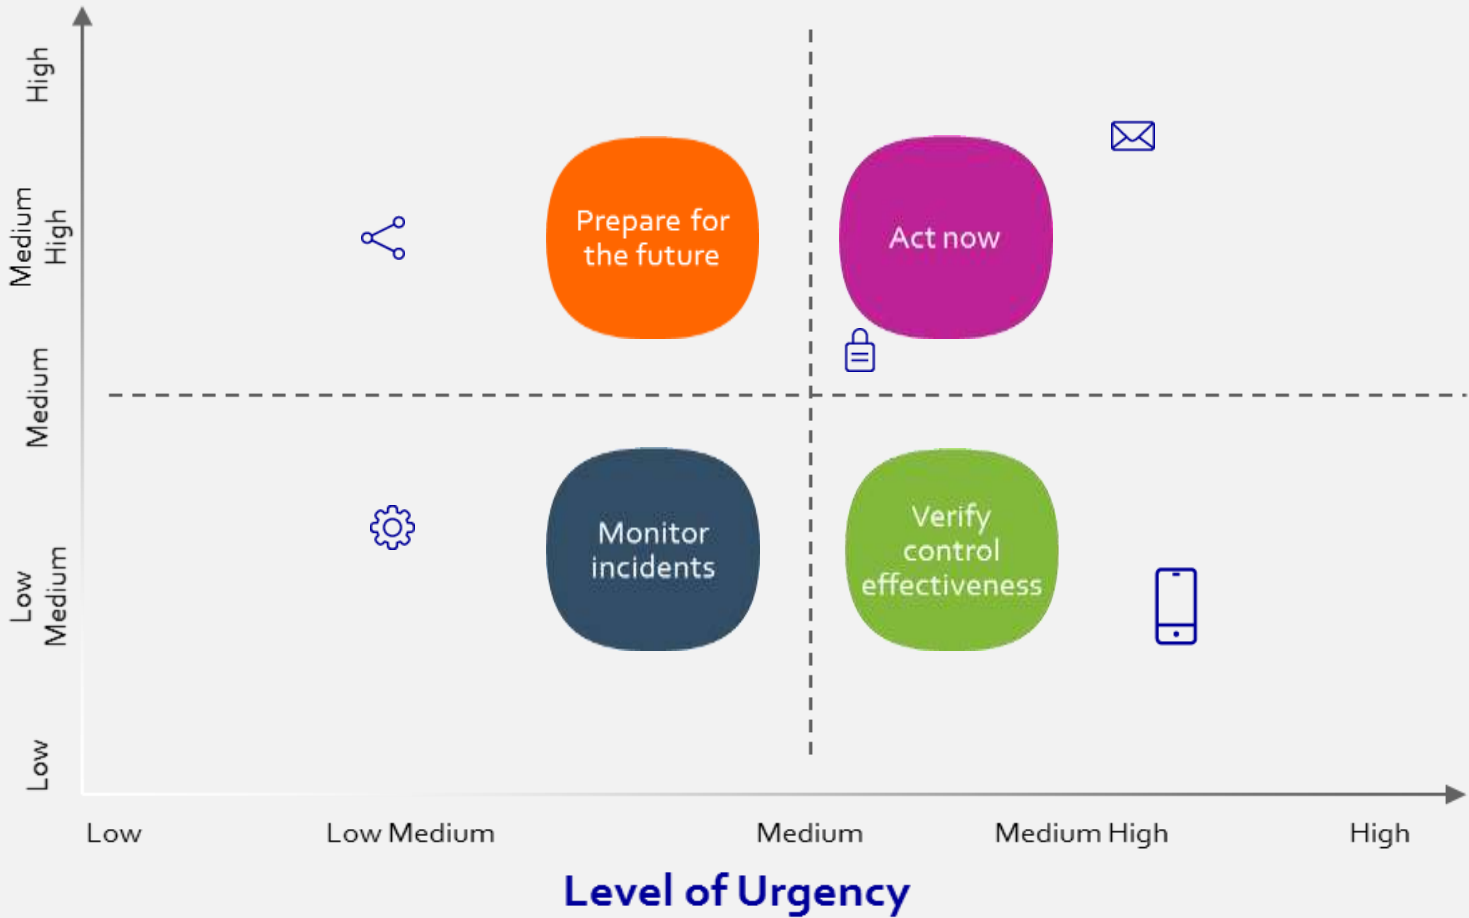 High
Medium
High
Medium
Low
Medium
Low
Prepare for
the future
Act now
Monitor
incidents
Verify
control
effectiveness
Low
Low Medium
Medium
Medium High
High
Level of Urgency